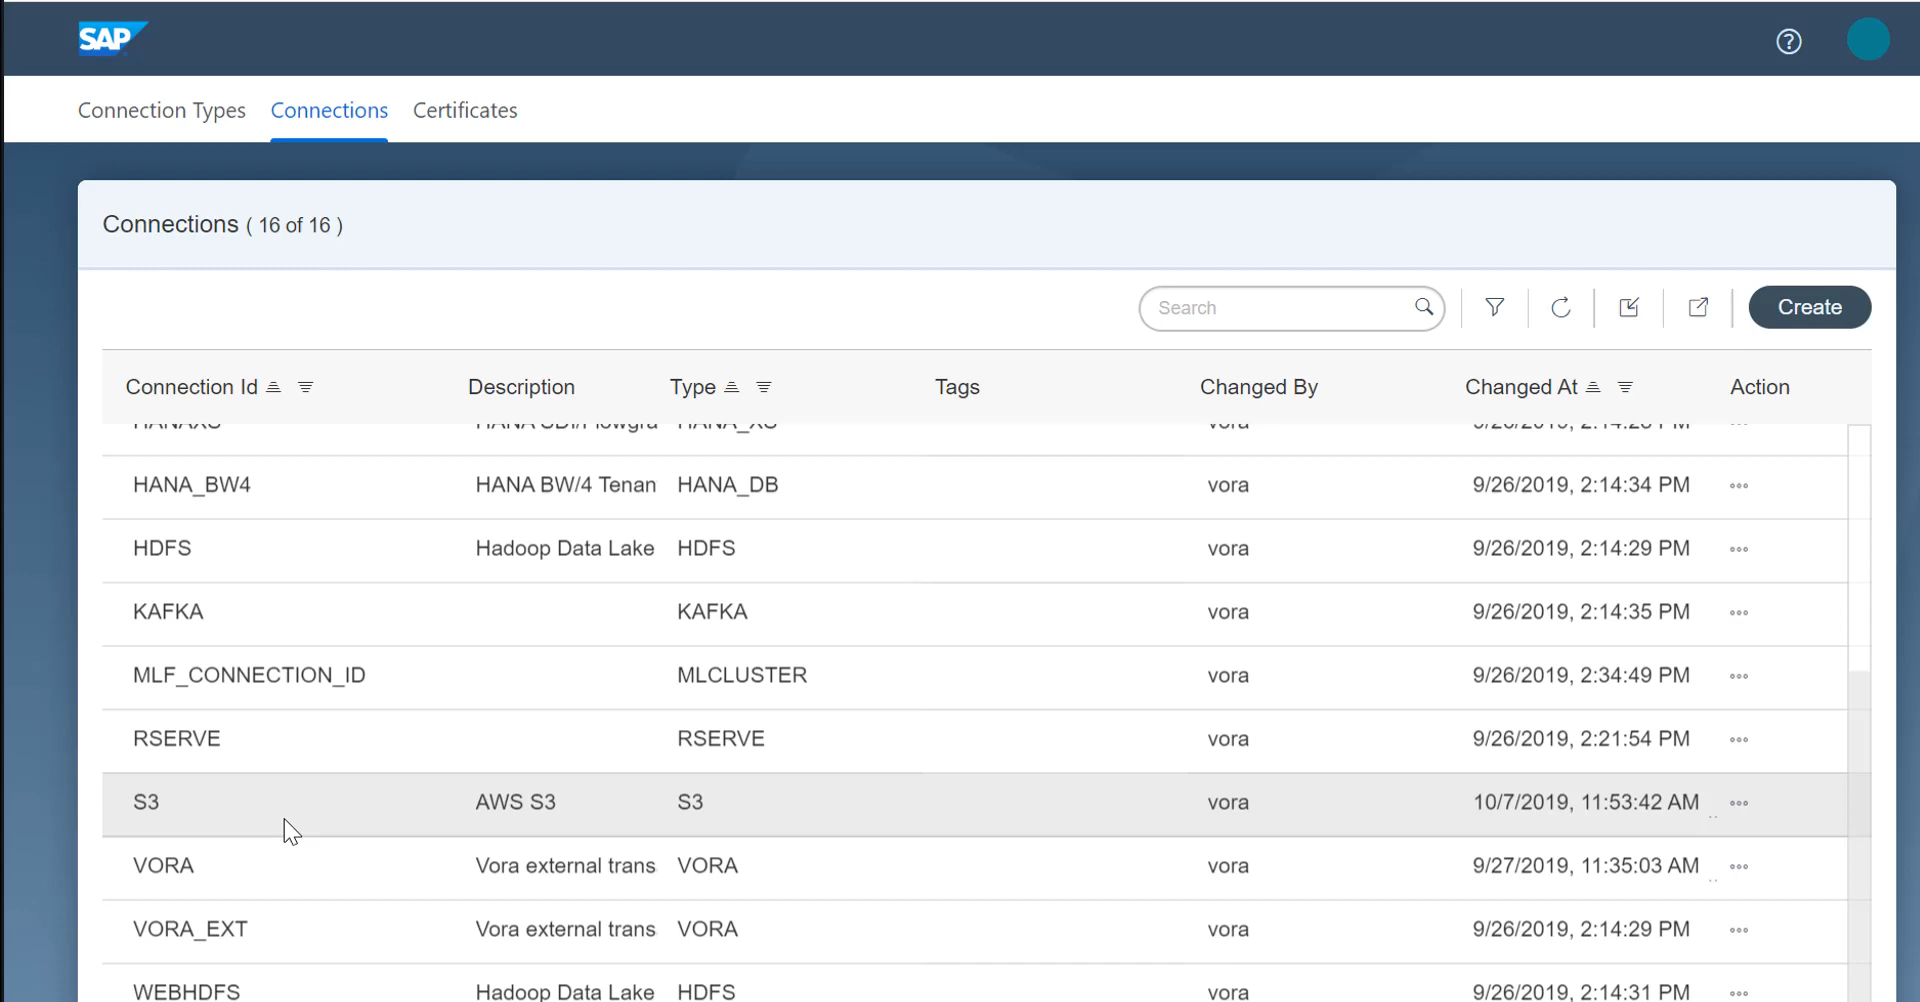 SAP
Connection Types Connections Certificates
Connections ( 16 of 16 )
Search Create
Connection Id Description Type Tags Changed By Changed At Action
HANA_BW4 HANA BW/4 Tenan HANA_DB vora 9/26/2019, 2:14:34 PM
HDFS Hadoop Data Lake HDFS vora 9/26/2019, 2:14:29 PM
KAFKA KAFKA vora 9/26/2019, 2:14:35 PM
MLF_CONNECTION_ID MLCLUSTER vora 9/26/2019, 2:34:49 PM
RSERVE RSERVE vora 9/26/2019, 2:21:54 PM
S3 AWS S3 S3 vora 10/7/2019, 11:53:42 AM
VORA Vora external trans VORA vora 9/27/2019, 11:35:03 AM
VORA_EXT Vora external trans VORA vora 9/26/2019, 2:14:29 PM
WEBHDFS Hadoop Data Lake HDFS vora 9/26/2019, 2:14:31 PM